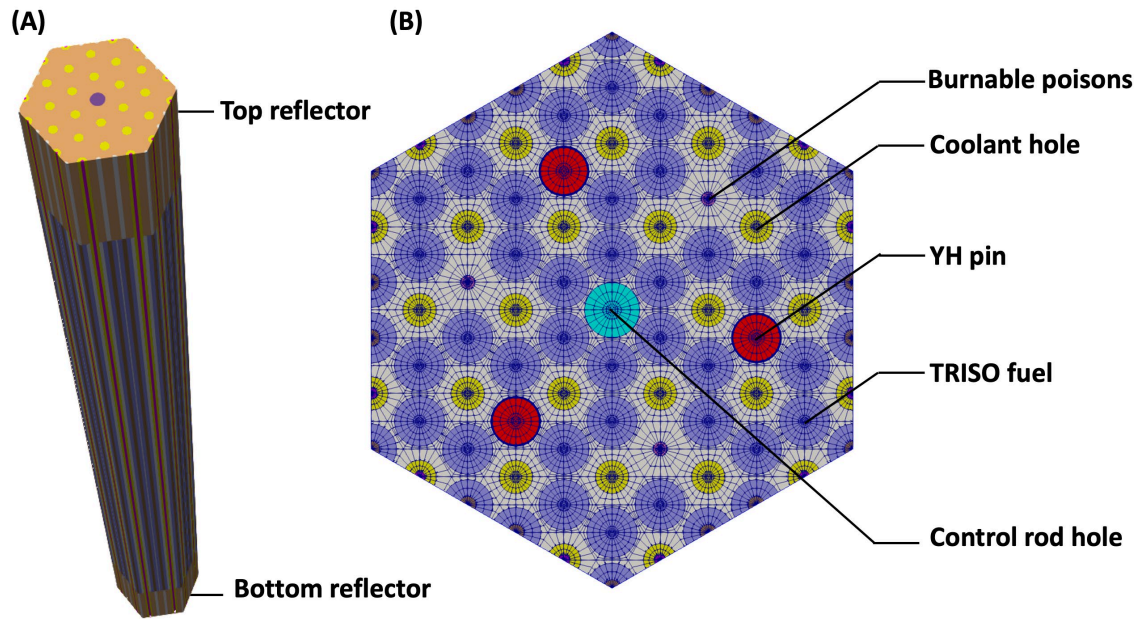 (A)
Top reflector
Bottom reflector
(B)
Burnable poisons
Coolant hole
YH pin
TRISO fuel
Control rod hole